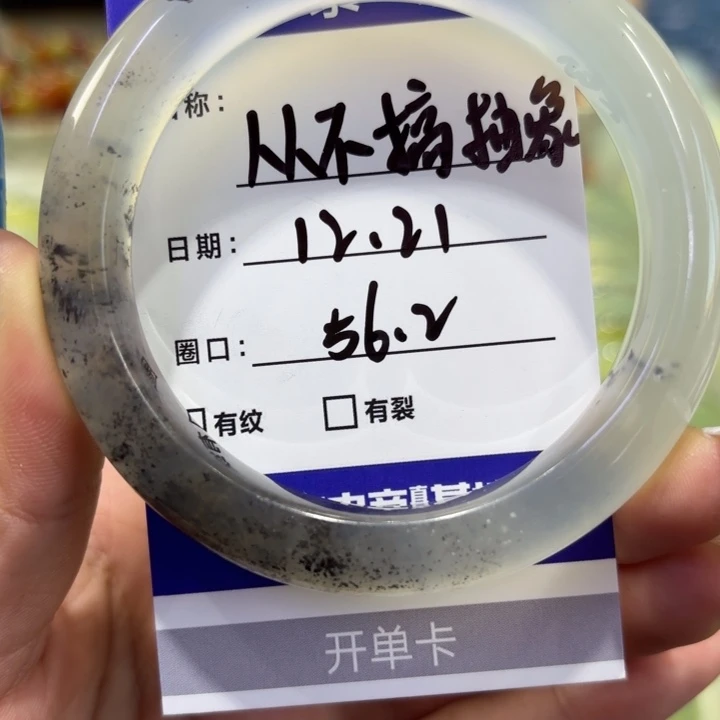 称：从不搞抽象
日期：12.21
圈口：56.2
有纹 有裂
开单卡